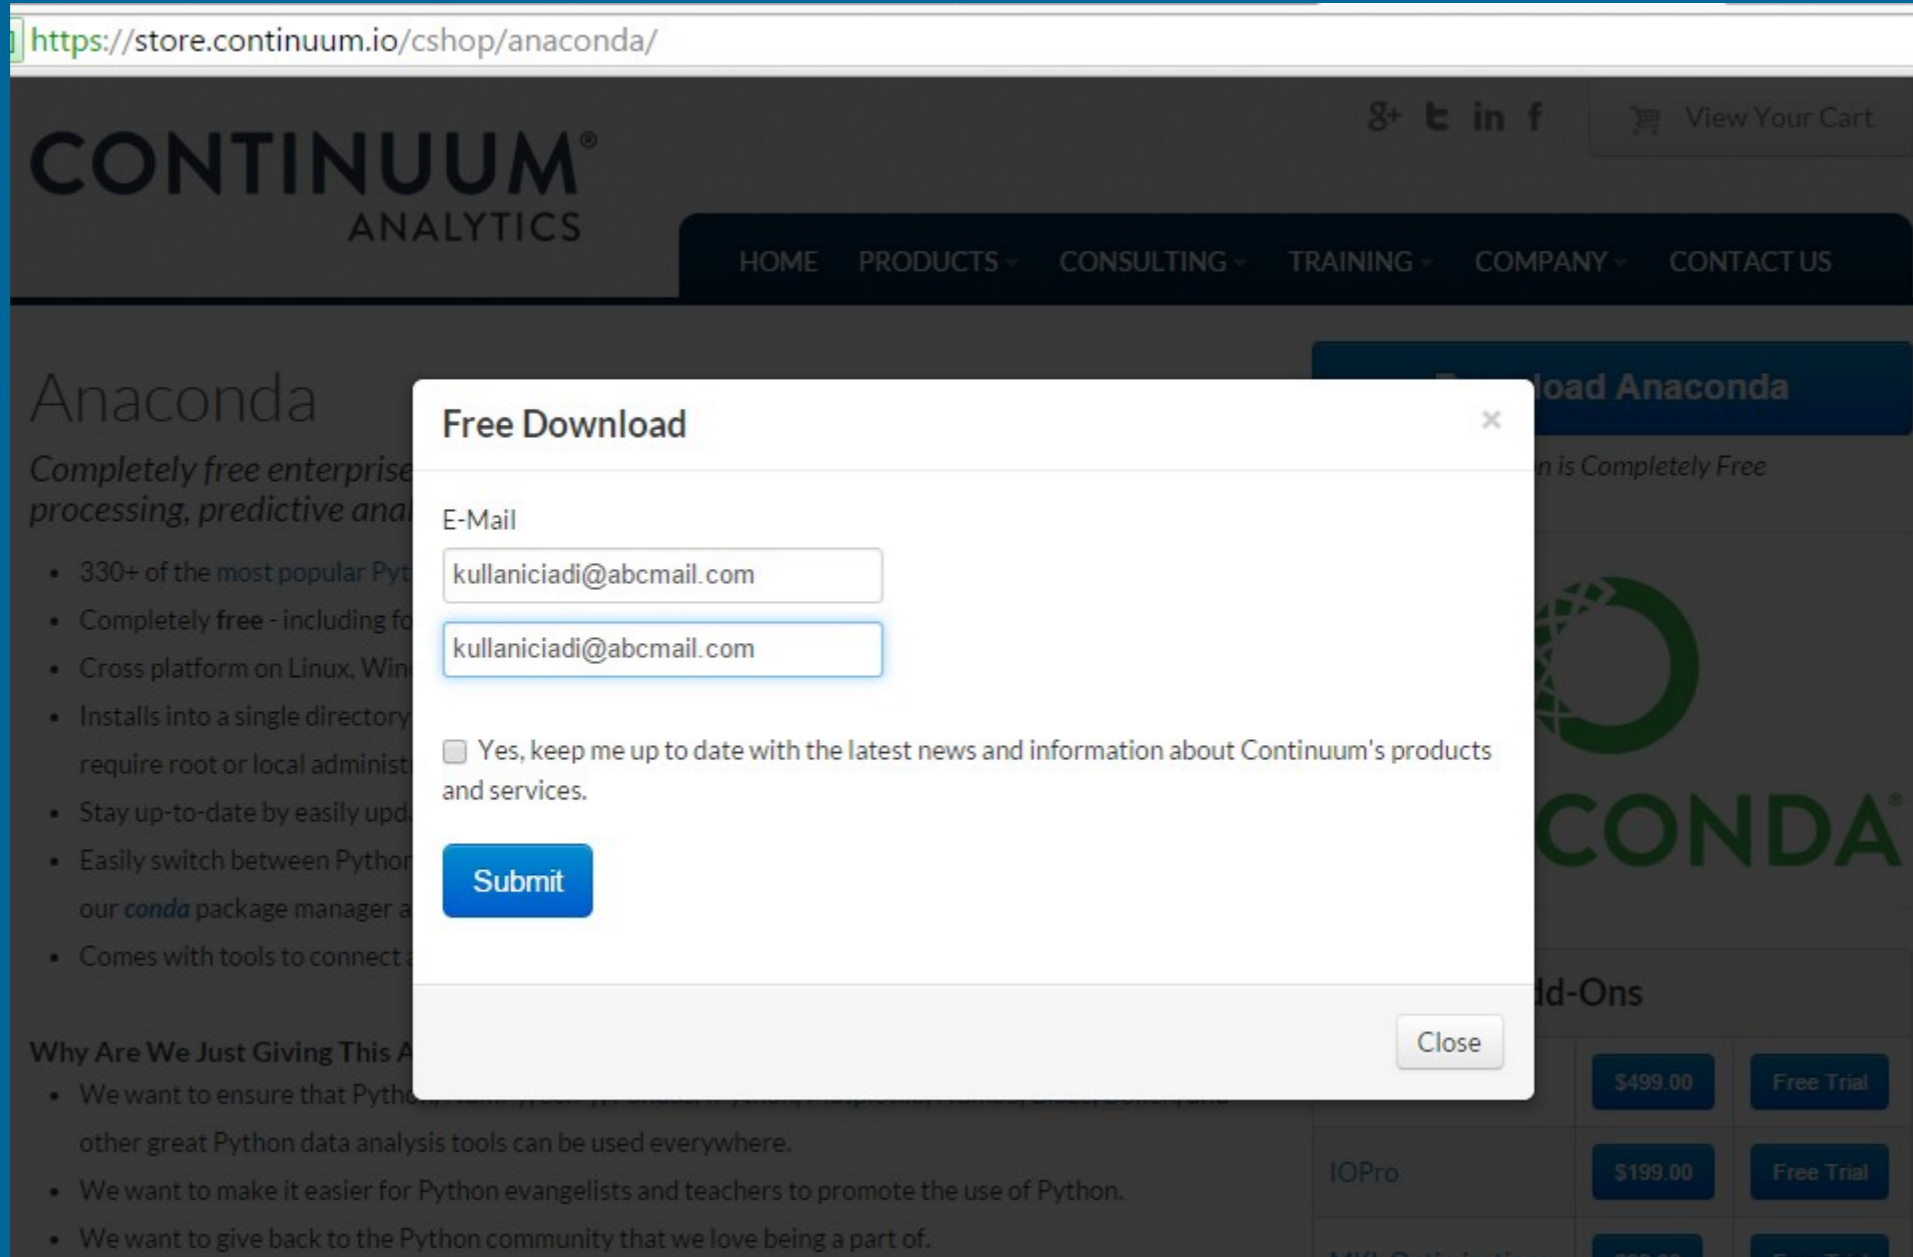 https://store.continuum.io/cshop/anaconda/
View Your Cart
CONTINUUM®
ANALYTICS
HOME PRODUCTS CONSULTING TRAINING COMPANY CONTACT US
Anaconda
Download Anaconda
Completely free enterprise
n is Completely Free
processing, predictive anal
Free Download ×
E-Mail
kullaniciadi@abcmail.com
kullaniciadi@abcmail.com
Yes, keep me up to date with the latest news and information about Continuum's products
and services.
Submit
Close
• 330+ of the most popular Pyt
• Completely free - including fo
• Cross platform on Linux, Win
• Installs into a single directory
require root or local administ
• Stay up-to-date by easily upd
• Easily switch between Python
our conda package manager a
• Comes with tools to connect a
CONDA®
Why Are We Just Giving This A
• We want to ensure that Python,
other great Python data analysis tools can be used everywhere.
• We want to make it easier for Python evangelists and teachers to promote the use of Python.
• We want to give back to the Python community that we love being a part of.
dd-Ons
$499.00 Free Trial
IOPro $199.00 Free Trial